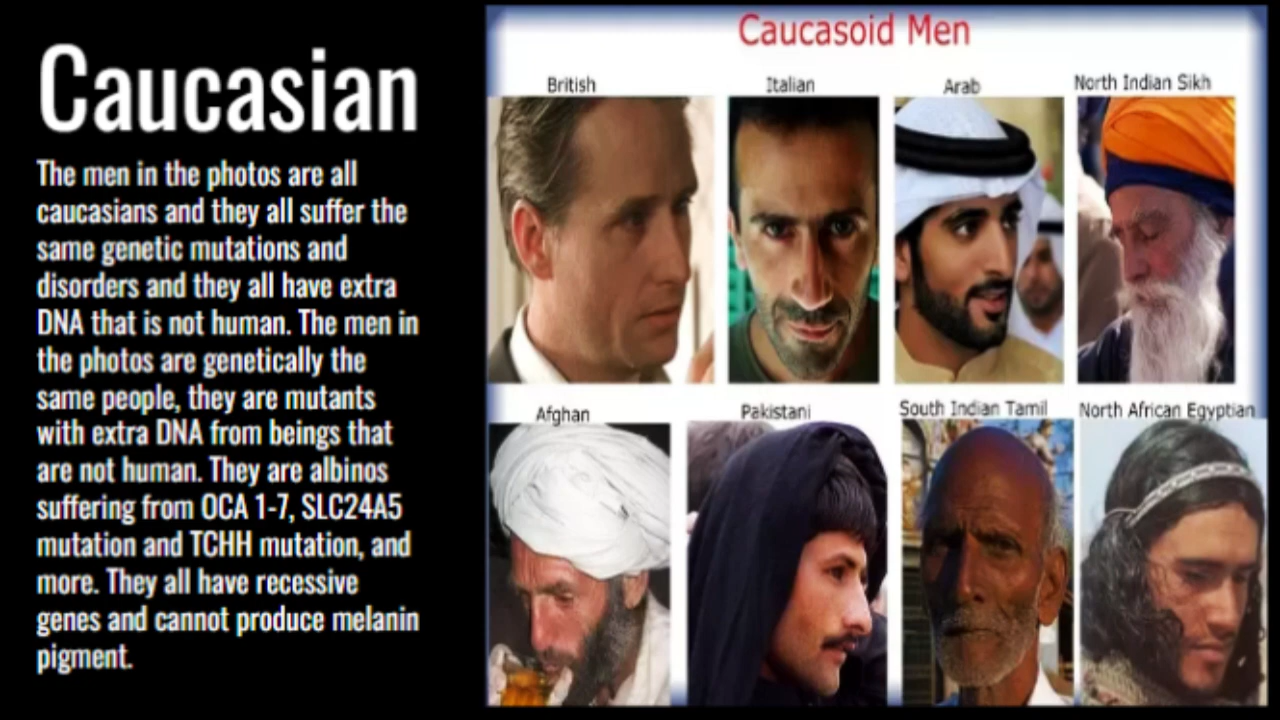 Caucasian
The men in the photos are all
caucasians and they all suffer the
same genetic mutations and
disorders and they all have extra
DNA that is not human. The men in
the photos are genetically the
same people, they are mutants
with extra DNA from beings that
are not human. They are albinos
suffering from OCA 1-7, SLC24A5
mutation and TCHH mutation, and
more. They all have recessive
genes and cannot produce melanin
pigment.
Caucasoid Men
British
Italian
Arab
North Indian Sikh
Afghan
Pakistani
South Indian Tamil
North African Egyptian